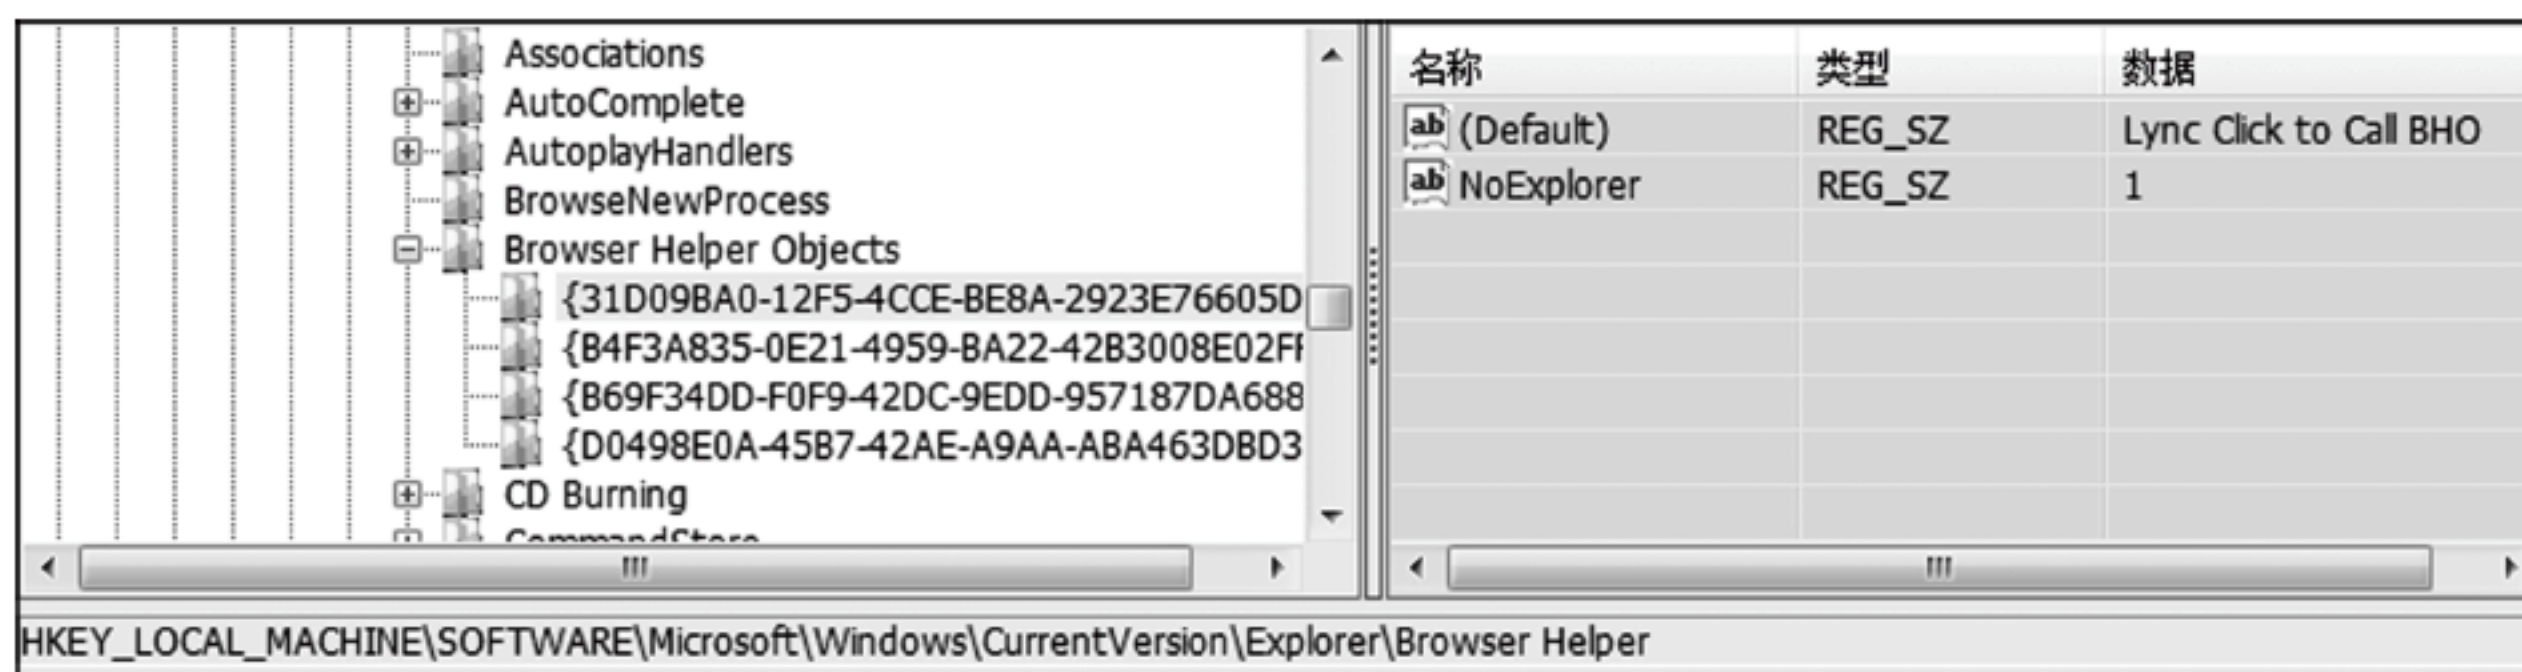 Associations
AutoComplete
AutoplayHandlers
BrowseNewProcess
Browser Helper Objects
{31D09BA0-12F5-4CCE-BE8A-2923E76605D
{B4F3A835-0E21-4959-BA22-42B3008E02FF
{B69F34DD-F0F9-42DC-9EDD-957187DA688
{D0498E0A-45B7-42AE-A9AA-ABA463DBD3
CD Burning
CommandStore
名称 类型 数据
(Default) REG_SZ Lync Click to Call BHO
NoExplorer REG_SZ 1
HKEY_LOCAL_MACHINE\SOFTWARE\Microsoft\Windows\CurrentVersion\Explorer\Browser Helper